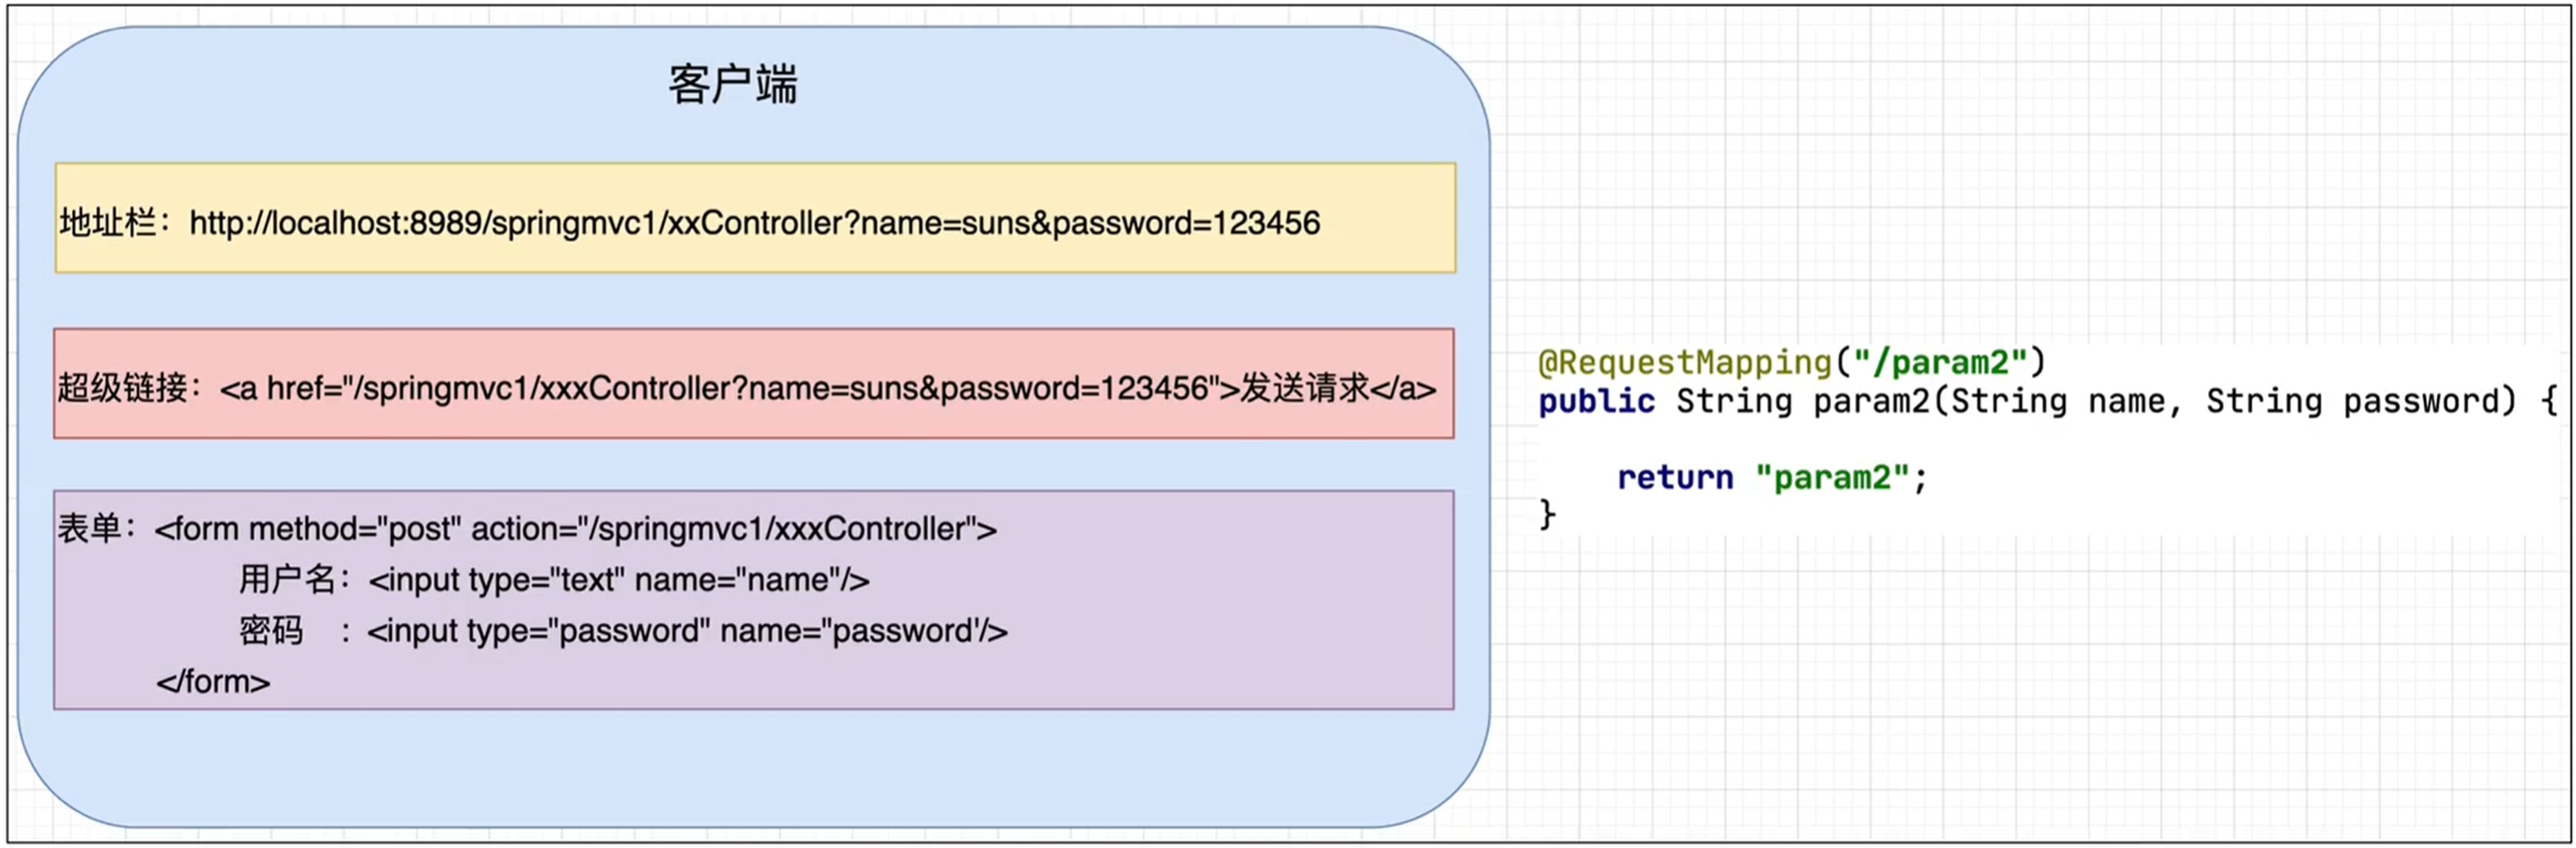 客户端
地址栏：http://localhost:8989/springmvc1/xxController?name=suns&password=123456
超级链接：<a href="/springmvc1/xxxController?name=suns&password=123456">发送请求</a>
表单：<form method="post" action="/springmvc1/xxxController">
用户名：<input type="text" name="name"/>
密码 ：<input type="password" name="password'/>
</form>
@RequestMapping("/param2")
public String param2(String name, String password) {
return "param2";
}